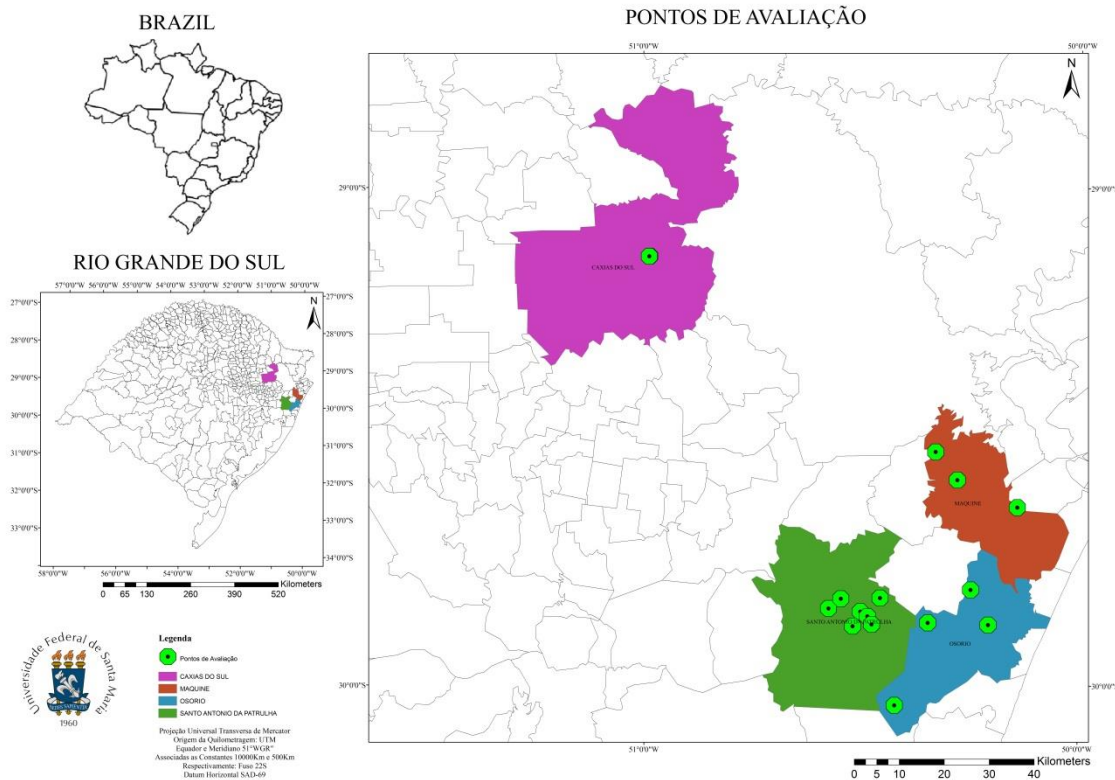 BRAZIL
PONTOS DE AVALIAÇÃO
51°0'0"W
50°0'0"W
N
29°0'0"S
29°0'0"S
CAXIAS DO SUL
MAQUINE
SANTO ANTONIO DA PATRULHA
OSORIO
30°0'0"S
30°0'0"S
51°0'0"W
50°0'0"W
Kilometers
0 5 10 20 30 40
RIO GRANDE DO SUL
57°0'0"W 56°0'0"W 55°0'0"W 54°0'0"W 53°0'0"W 52°0'0"W 51°0'0"W 50°0'0"W
N
27°0'0"S
27°0'0"S
28°0'0"S
28°0'0"S
29°0'0"S
29°0'0"S
30°0'0"S
30°0'0"S
31°0'0"S
31°0'0"S
32°0'0"S
32°0'0"S
33°0'0"S
33°0'0"S
34°0'0"S
58°0'0"W 56°0'0"W 54°0'0"W 52°0'0"W 50°0'0"W
Kilometers
0 65 130 260 390 520
Universidade Federal de Santa Maria
SEDES SAPIENTIAE
1960
Legenda
Pontos de Avaliação
CAXIAS DO SUL
MAQUINE
OSORIO
SANTO ANTONIO DA PATRULHA
Projeção Universal Transversa de Mercator
Origem da Quilometragem: UTM
Equador e Meridiano 51°"WGR"
Associadas as Constantes 10000Km e 500Km
Respectivamente: Fuso 22S
Datum Horizontal SAD-69